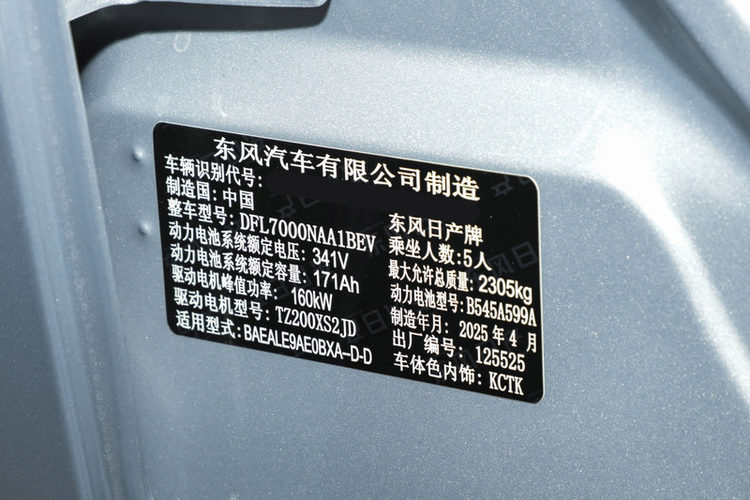 东风汽车有限公司制造
车辆识别代号:
制造国: 中国
东风日产牌
整车型号: DFL7000NAA1BEV
乘坐人数: 5人
动力电池系统额定电压: 341V
最大允许总质量: 2305kg
动力电池系统额定容量: 171Ah
动力电池型号: B545A599A
驱动电机峰值功率: 160kW
制造年月: 2025年4月
驱动电机型号: TZ200XS2JD
出厂编号: 125525
适用型式: BAEALE9AE0BXA-D-D
车体色内饰: KCTK